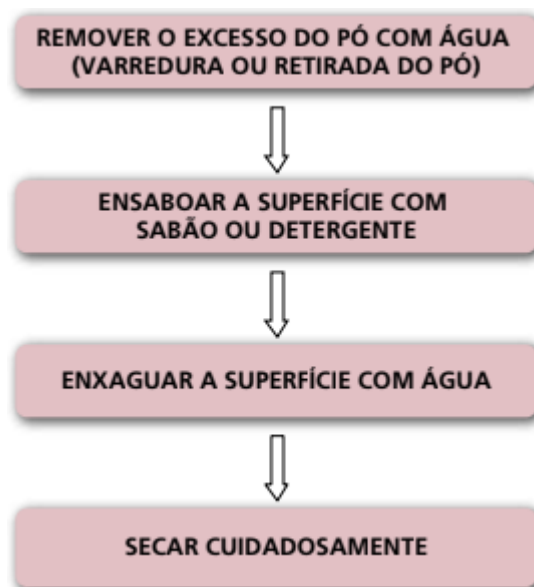 REMOVER O EXCESSO DO PÓ COM ÁGUA
(VARREDURA OU RETIRADA DO PÓ)
ENSABOAR A SUPERFÍCIE COM
SABÃO OU DETERGENTE
ENXAGUAR A SUPERFÍCIE COM ÁGUA
SECAR CUIDADOSAMENTE